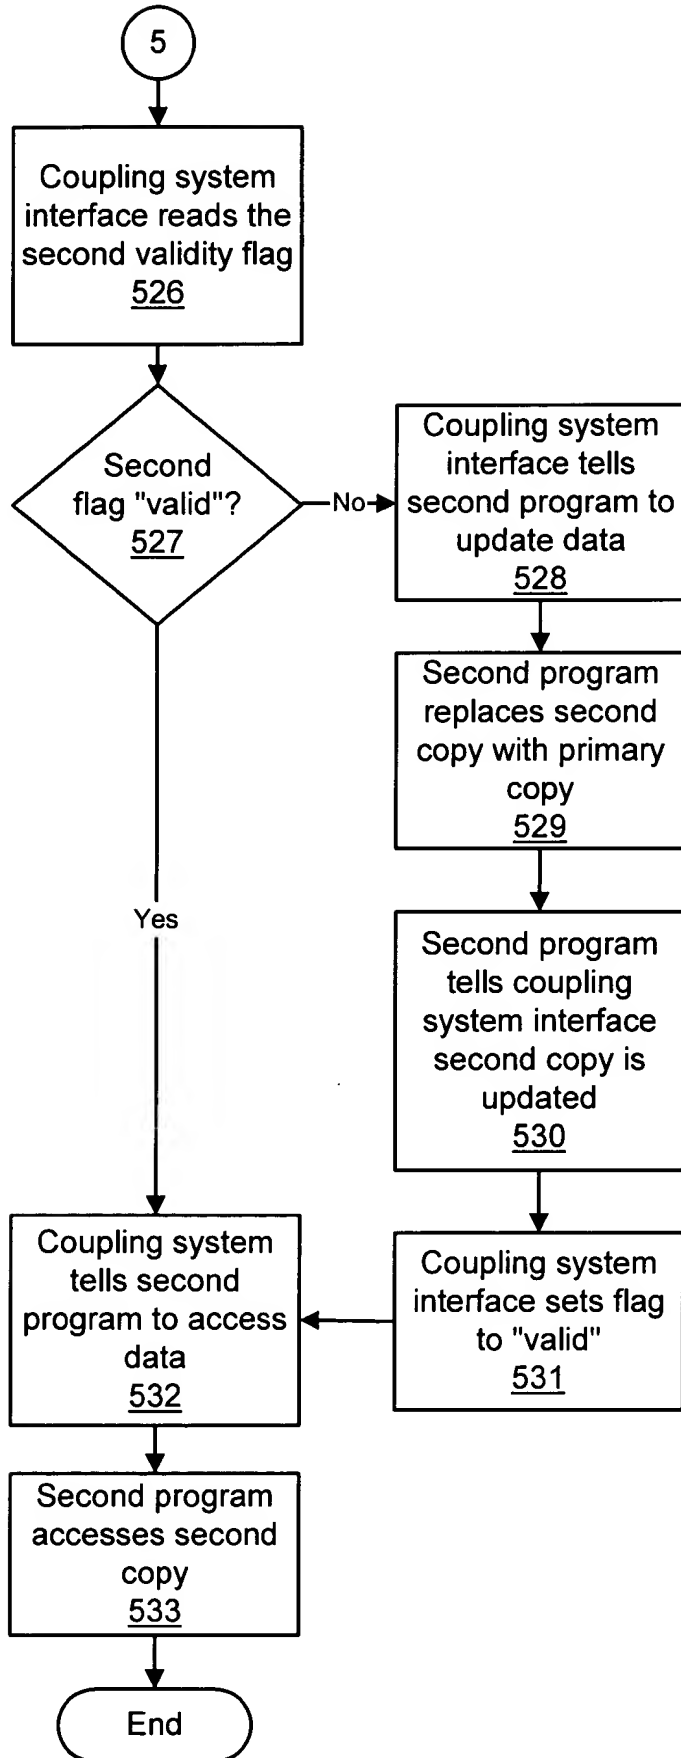 5
Coupling system
interface reads the
second validity flag
526
Second
flag "valid"?
527
No
Coupling system
interface tells
second program to
update data
528
Second program
replaces second
copy with primary
copy
529
Second program
tells coupling
system interface
second copy is
updated
530
Yes
Coupling system
interface sets flag
to "valid"
531
Coupling system
tells second
program to access
data
532
Second program
accesses second
copy
533
End